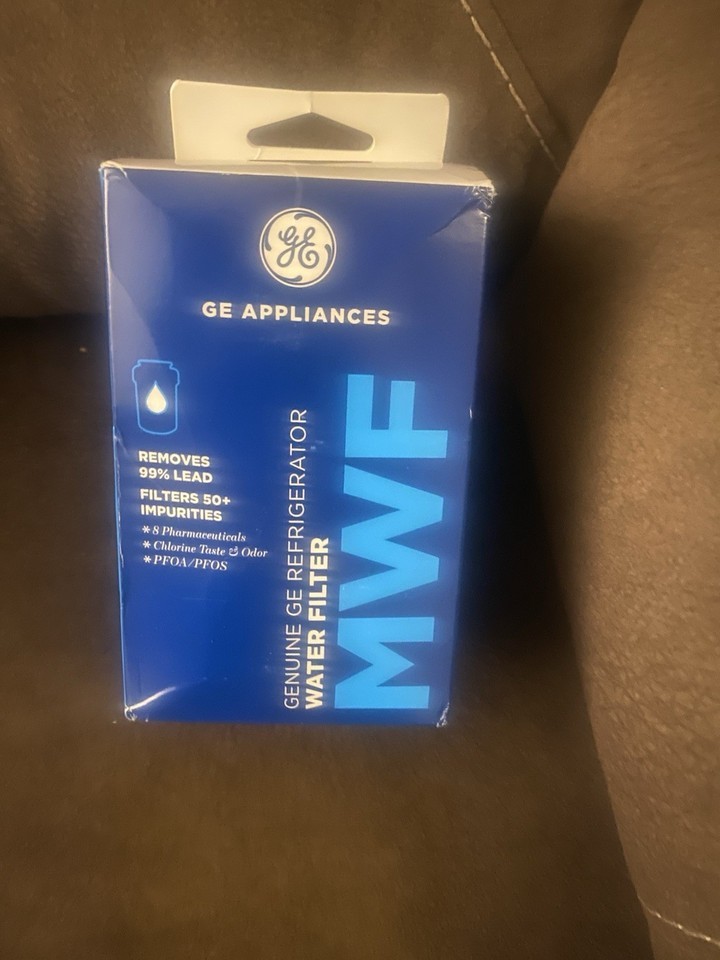 GE
GE APPLIANCES
REMOVES
99% LEAD
FILTERS 50+
IMPURITIES
* 8 Pharmaceuticals
* Chlorine Taste & Odor
* PFOA/PFOS
GENUINE GE REFRIGERATOR
WATER FILTER
MWF